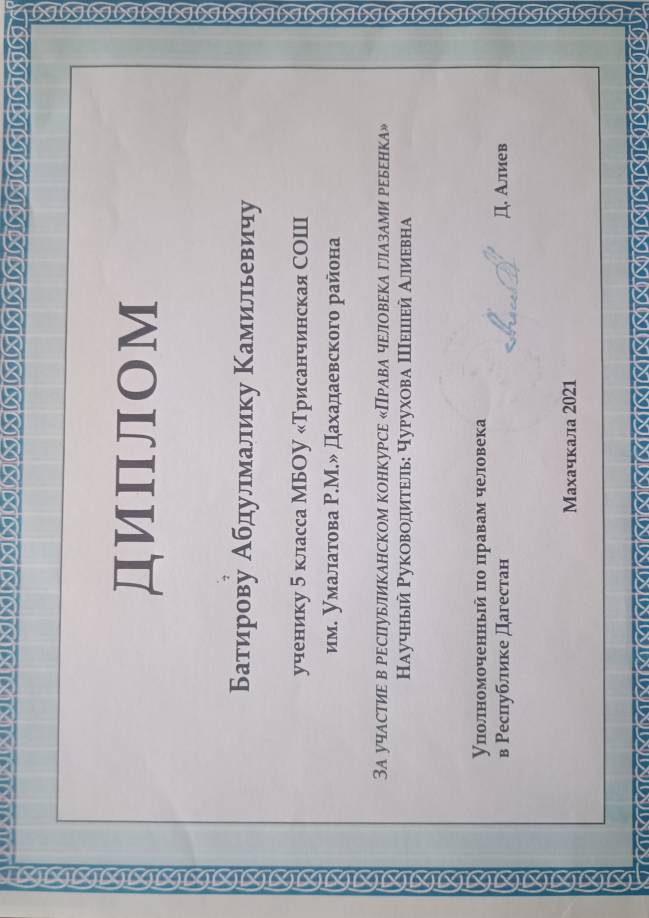 ДИПЛОМ
Батирову Абдулмалику Камильевичу
ученику 5 класса МБОУ «Трисанчинская СОШ
им. Умалатова Р.М.» Дахадаевского района
За участие в республиканском конкурсе «Права человека глазами ребенка»
Научный Руководитель: Чурухова Шешей Алиевна
Уполномоченный по правам человека
в Республике Дагестан Д. Алиев
Махачкала 2021